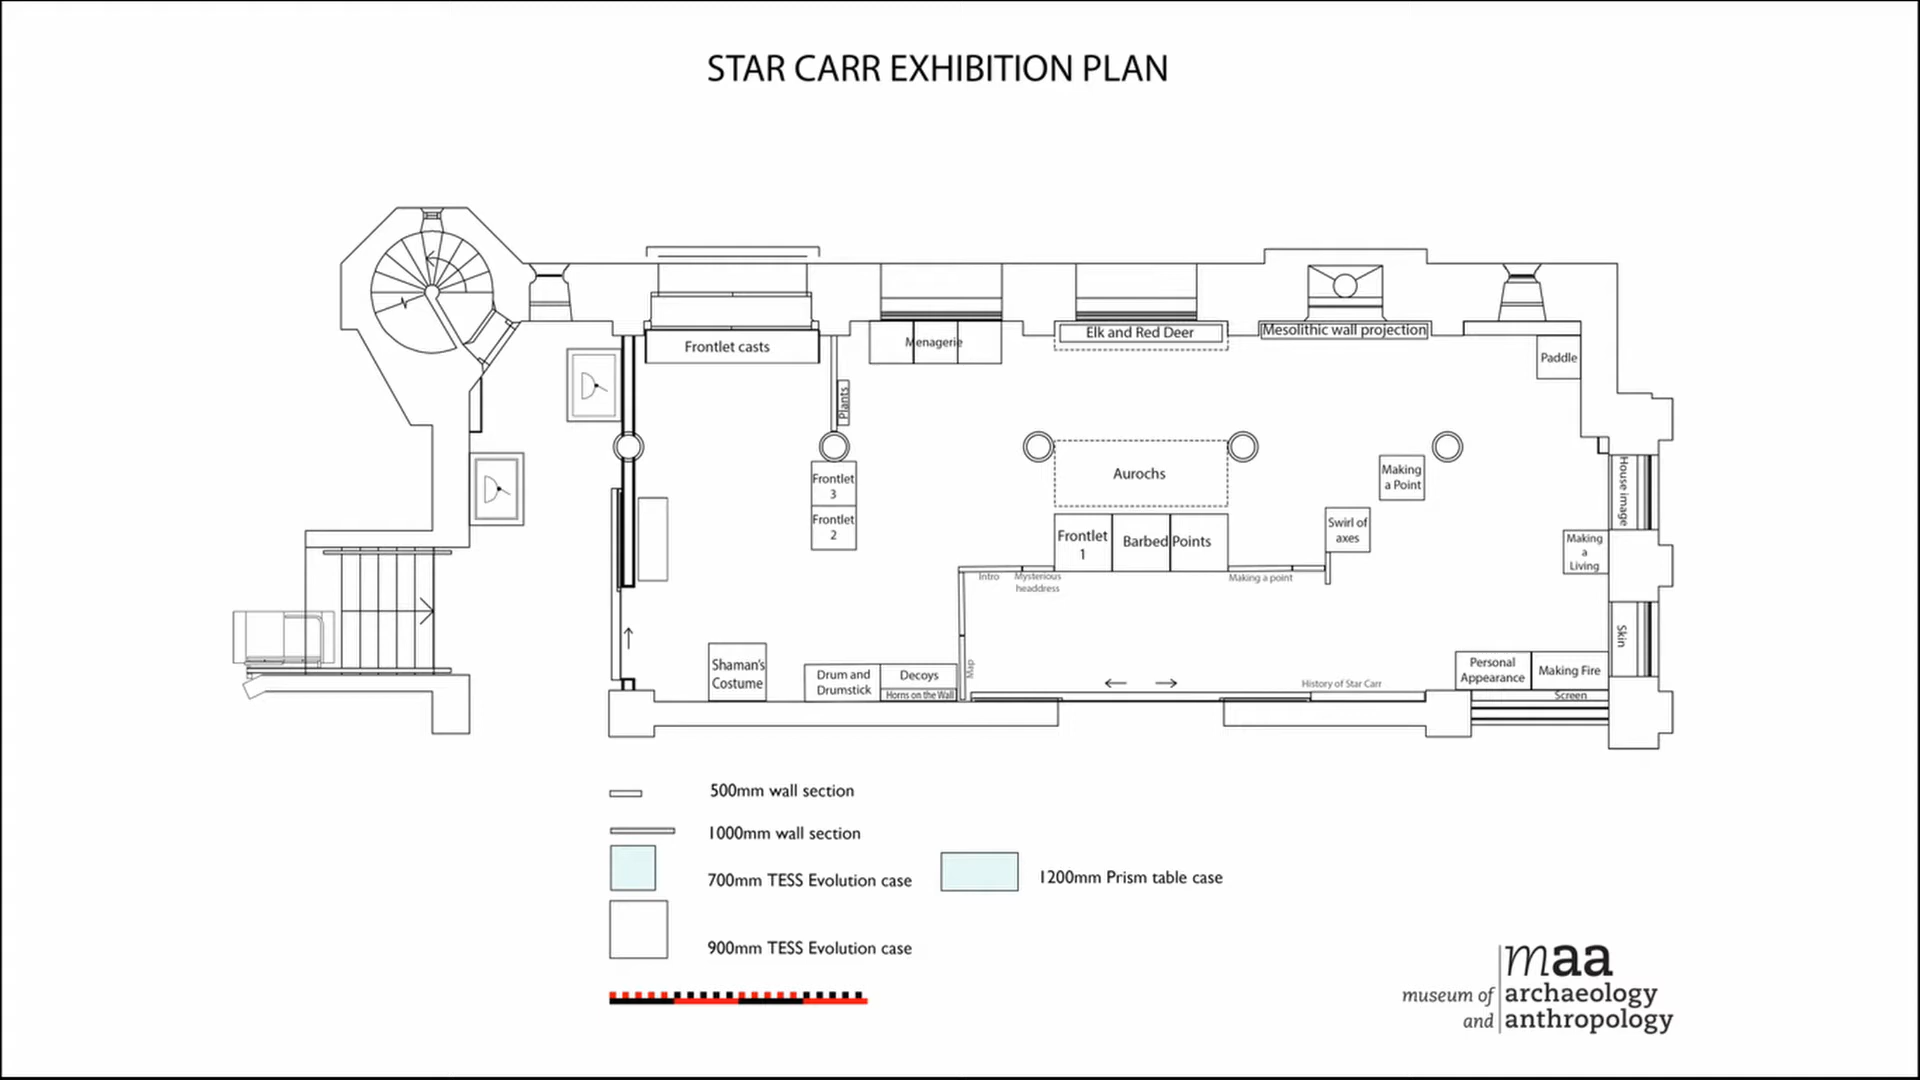 STAR CARR EXHIBITION PLAN
Frontlet casts
Menagerie
Elk and Red Deer
Mesolithic wall projection
Paddle
Plants
Frontlet
3
Frontlet
2
Aurochs
Making
a Point
House image
Frontlet
1
Barbed Points
Swirl of
axes
Making
a
Living
Intro
Mysterious
headdress
Making a point
Skin
Shaman's
Costume
Drum and
Drumstick
Decoys
Horns on the Wall
Map
History of Star Carr
Personal
Appearance
Making Fire
Screen
500mm wall section
1000mm wall section
700mm TESS Evolution case
1200mm Prism table case
900mm TESS Evolution case
maa
museum of archaeology
and anthropology